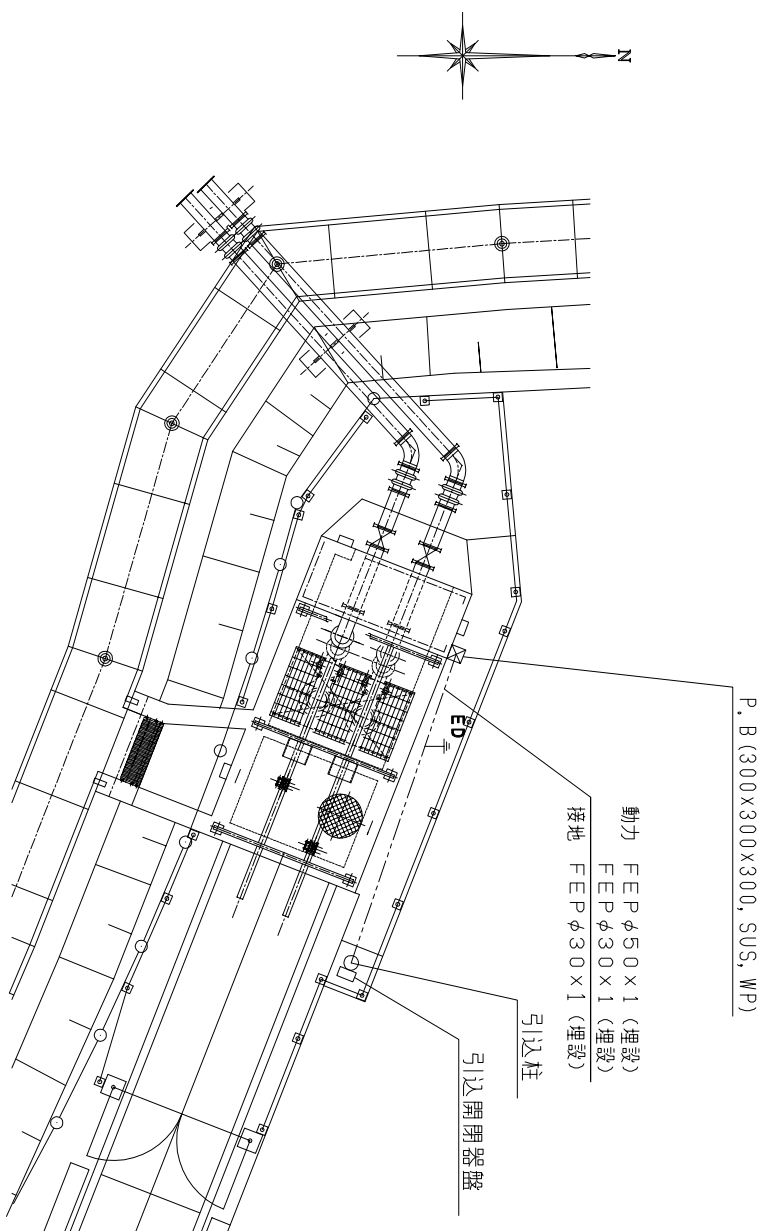 N
P.B(300x300x300,SUS,WP)
動力 FEPφ50×1 (埋設)
FEPφ30×1 (埋設)
接地 FEPφ30×1 (埋設)
ED
引込柱
引込開閉器盤